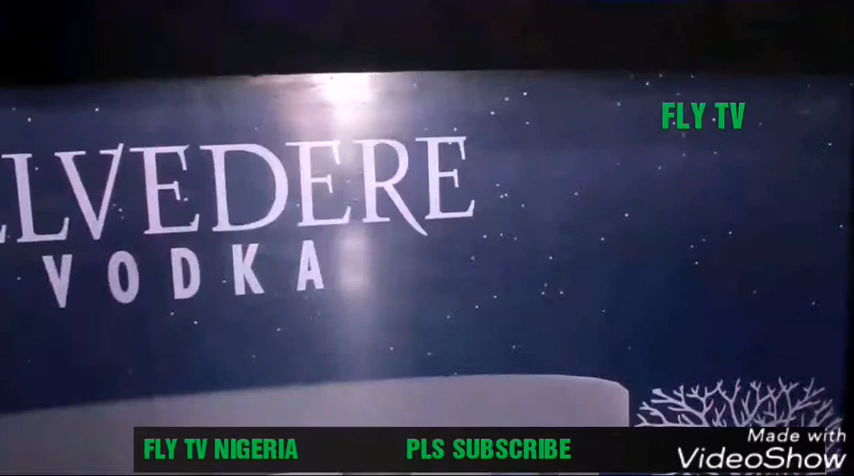 LVEDERE
VODKA
FLY TV
FLY TV NIGERIA
PLS SUBSCRIBE
Made with
VideoShow